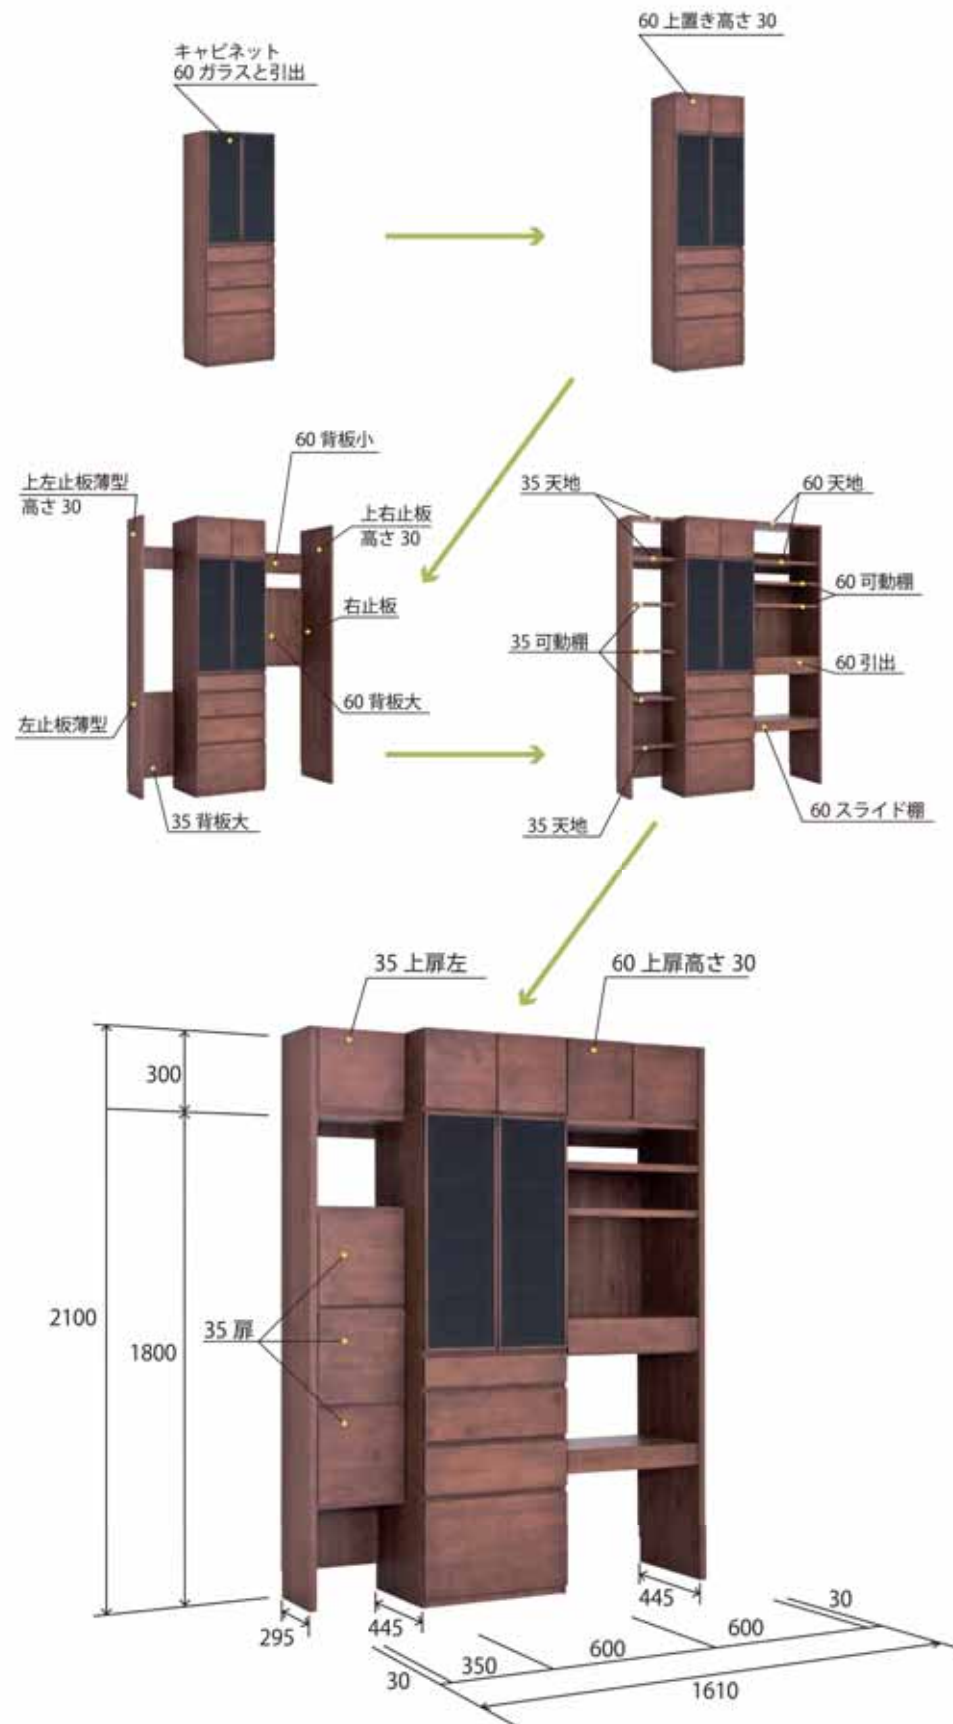 キャビネット
60 ガラスと引出
60 上置き高さ 30
60 背板小
上左止板薄型
高さ 30
上右止板
高さ 30
右止板
60 背板大
左止板薄型
35 背板大
35 天地
60 天地
60 可動棚
35 可動棚
60 引出
60 スライド棚
35 天地
35 上扉左
60 上扉高さ 30
300
2100
1800
35 扉
295
445
445
30
350
600
600
30
1610